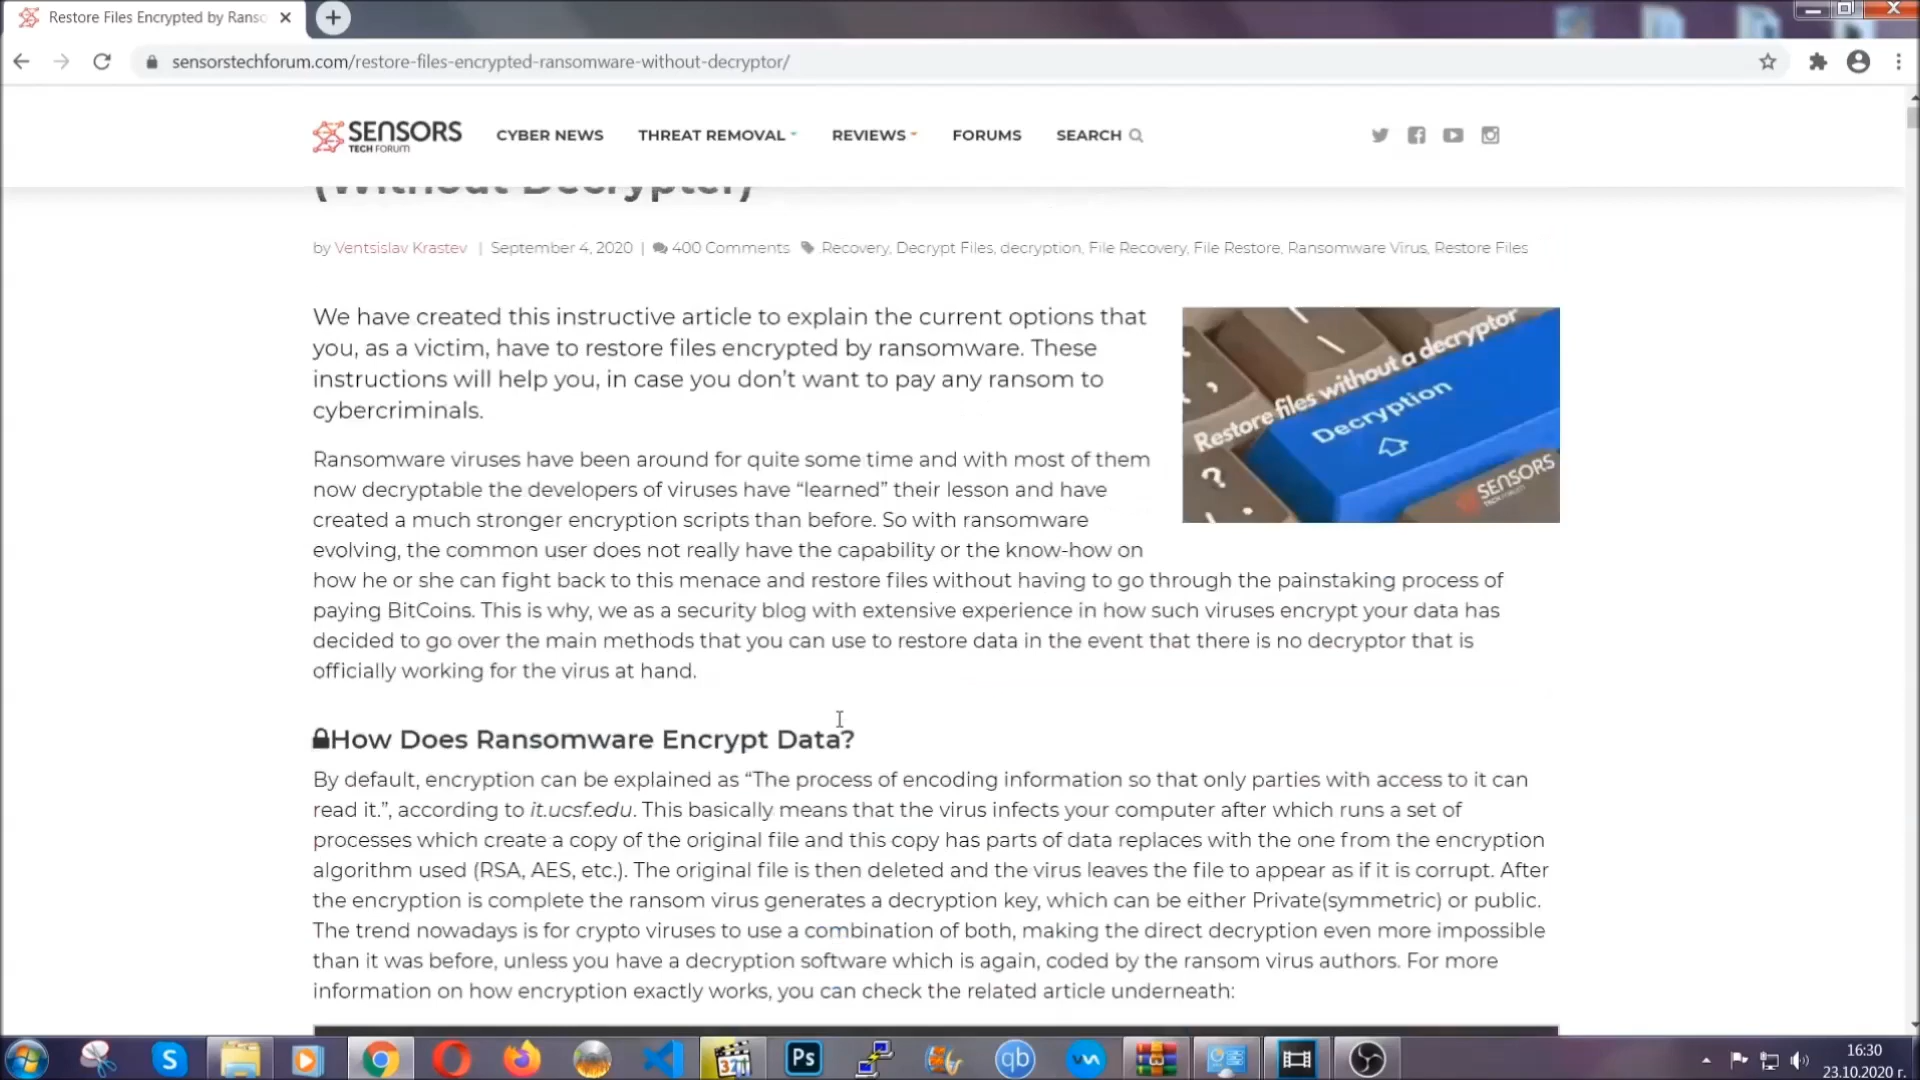 Restore Files Encrypted by Ranso
sensorstechforum.com/restore-files-encrypted-ransomware-without-decryptor/
SENSORS
TECH FORUM
CYBER NEWS
THREAT REMOVAL
REVIEWS
FORUMS
SEARCH
(Without Decrypter)
by Ventsislav Krastev | September 4, 2020 | 400 Comments Recovery, Decrypt Files, decryption, File Recovery, File Restore, Ransomware Virus, Restore Files
We have created this instructive article to explain the current options that
you, as a victim, have to restore files encrypted by ransomware. These
instructions will help you, in case you don’t want to pay any ransom to
cybercriminals.
Restore files without a decryptor
Decryption
SENSORS
Ransomware viruses have been around for quite some time and with most of them
now decryptable the developers of viruses have “learned” their lesson and have
created a much stronger encryption scripts than before. So with ransomware
evolving, the common user does not really have the capability or the know-how on
how he or she can fight back to this menace and restore files without having to go through the painstaking process of
paying BitCoins. This is why, we as a security blog with extensive experience in how such viruses encrypt your data has
decided to go over the main methods that you can use to restore data in the event that there is no decryptor that is
officially working for the virus at hand.
How Does Ransomware Encrypt Data?
By default, encryption can be explained as “The process of encoding information so that only parties with access to it can
read it.”, according to it.ucsf.edu. This basically means that the virus infects your computer after which runs a set of
processes which create a copy of the original file and this copy has parts of data replaces with the one from the encryption
algorithm used (RSA, AES, etc.). The original file is then deleted and the virus leaves the file to appear as if it is corrupt. After
the encryption is complete the ransom virus generates a decryption key, which can be either Private(symmetric) or public.
The trend nowadays is for crypto viruses to use a combination of both, making the direct decryption even more impossible
than it was before, unless you have a decryption software which is again, coded by the ransom virus authors. For more
information on how encryption exactly works, you can check the related article underneath:
S
321
Ps
qb
16:30
23.10.2020 г.